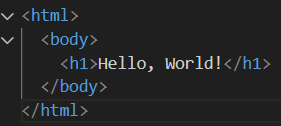 <html>
  <body>
    <h1>Hello, World!</h1>
  </body>
</html>